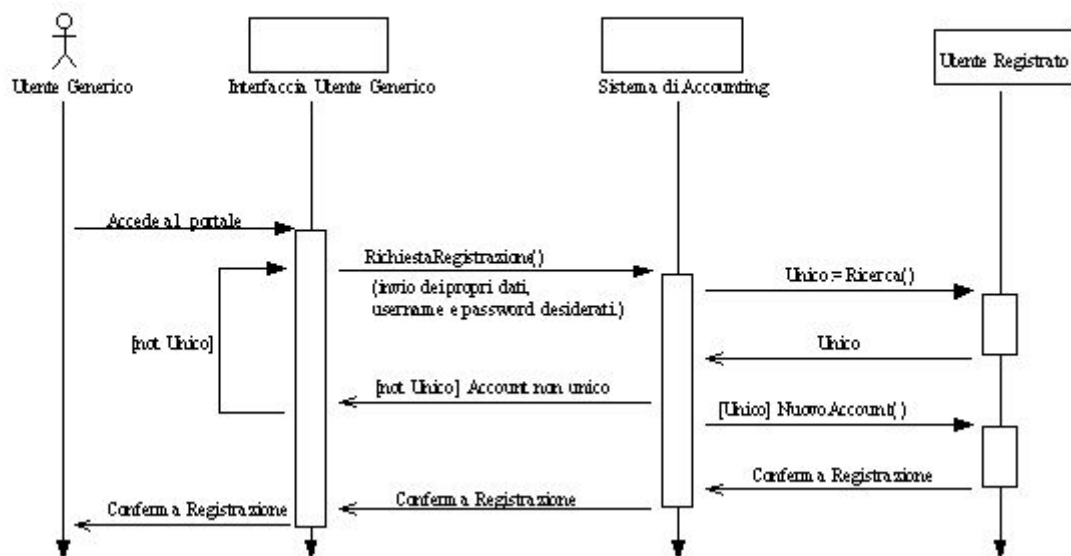 Utente Generico
Interfaccia Utente Generico
Sistema di Accounting
Utente Registrato
Accede al portale
RichiestaRegistrazione()
(invio dei propri dati,
username e password desiderati.)
Unico := Ricerca()
[not Unico]
Unico
[not Unico] Account non unico
[Unico] NuovoAccount()
Conferma Registrazione
Conferma Registrazione
Conferma Registrazione